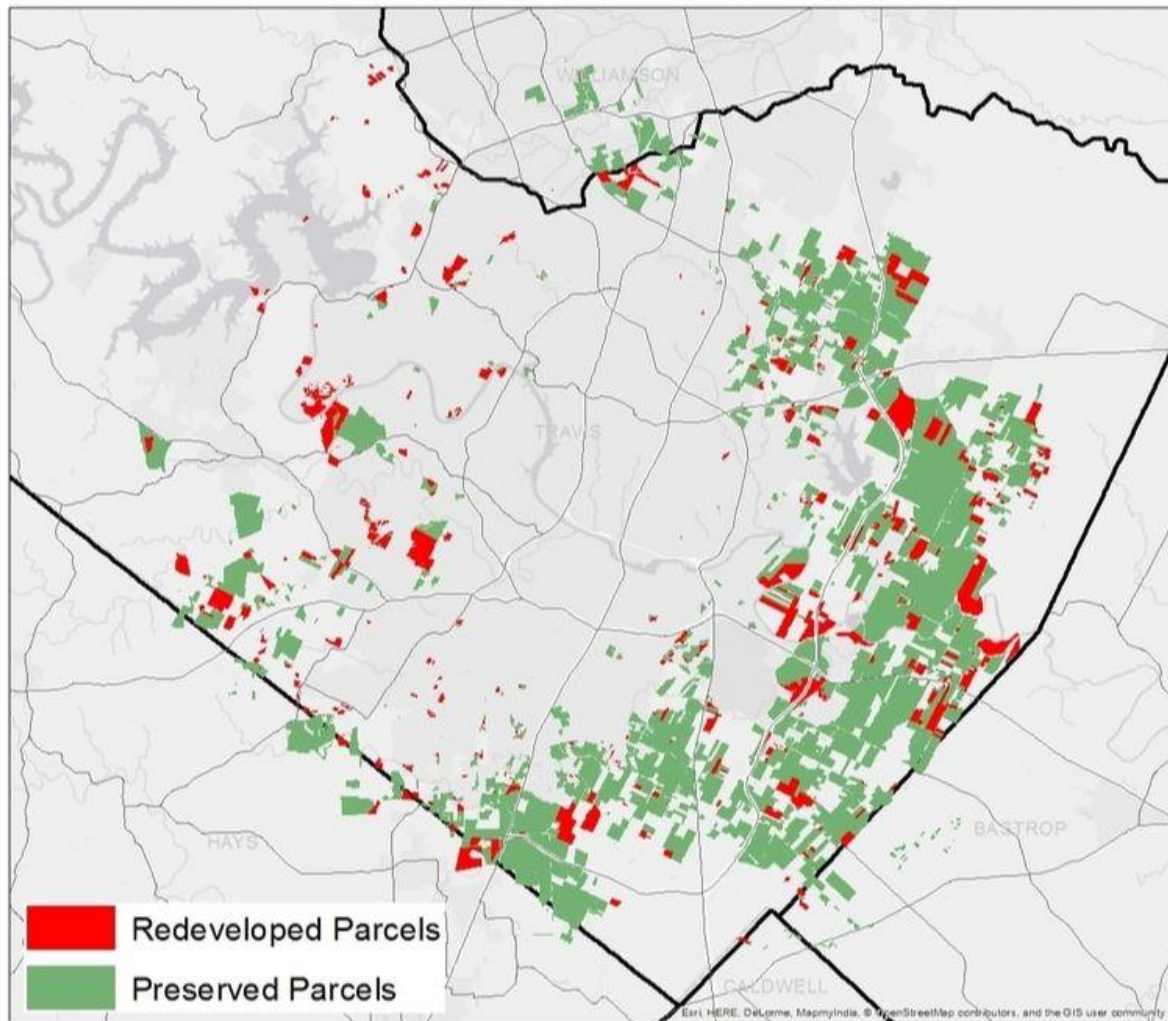 WILLIAMSON
TRAVIS
HAYS
BASTROP
CALDWELL
Redeveloped Parcels
Preserved Parcels
Esri, HERE, DeLorme, MapmyIndia, © OpenStreetMap contributors, and the GIS user community